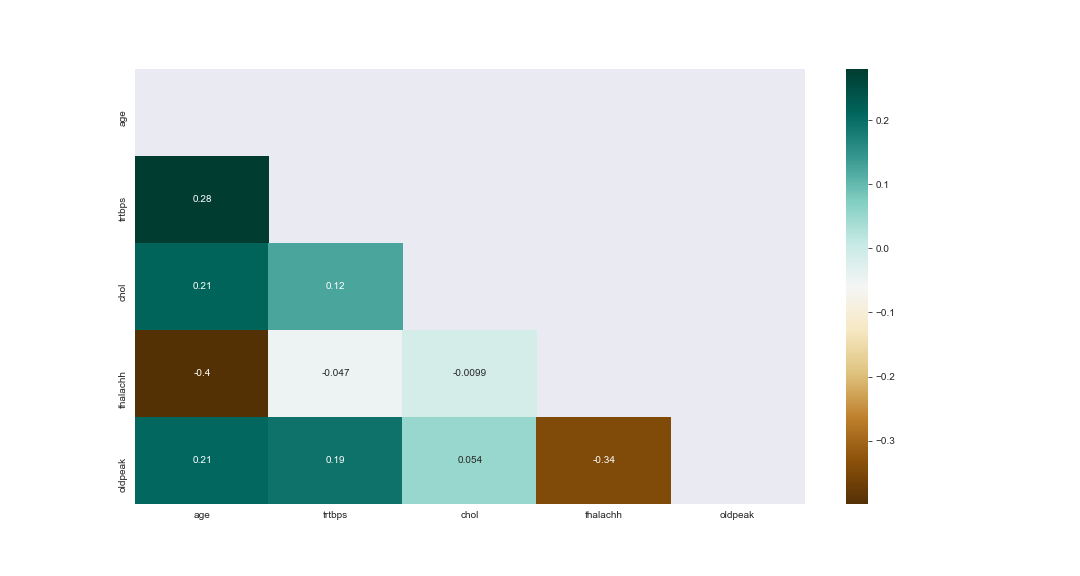 age
trtbps
0.28
chol
0.21 0.12
thalachh
-0.4 -0.047 -0.0099
oldpeak
0.21 0.19 0.054 -0.34
age trtbps chol thalachh oldpeak
0.2
0.1
0.0
−0.1
−0.2
−0.3